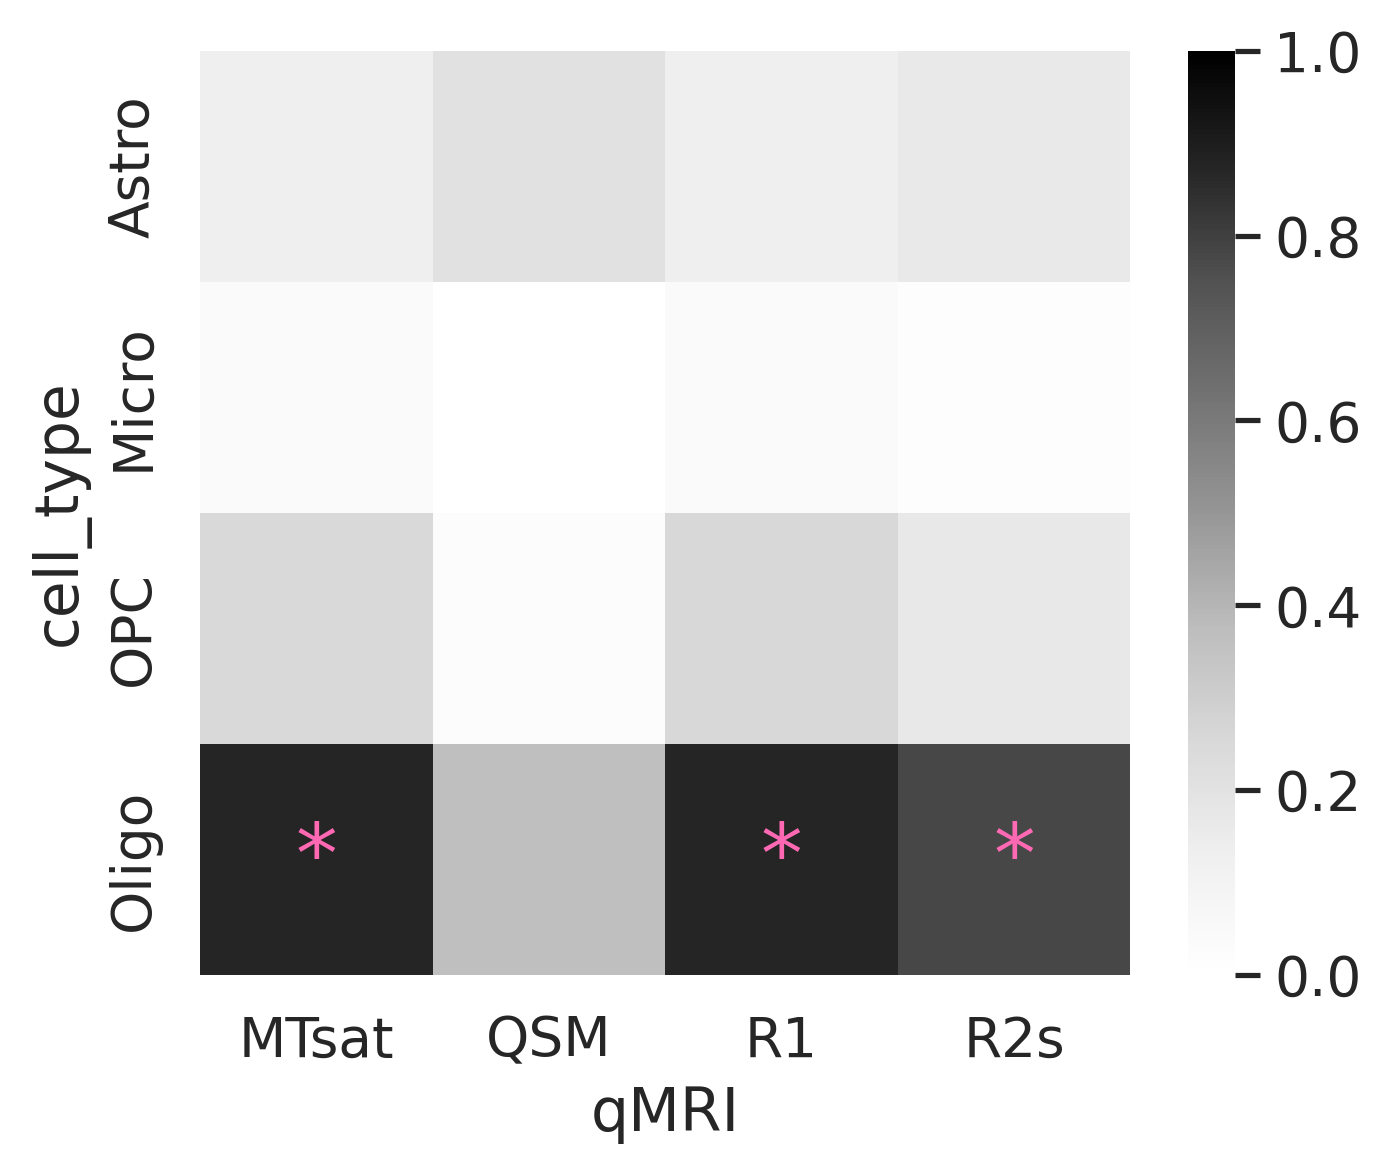 cell_type
Astro
Micro
OPC
Oligo
*
*
*
MTsat
QSM
R1
R2s
qMRI
1.0
0.8
0.6
0.4
0.2
0.0